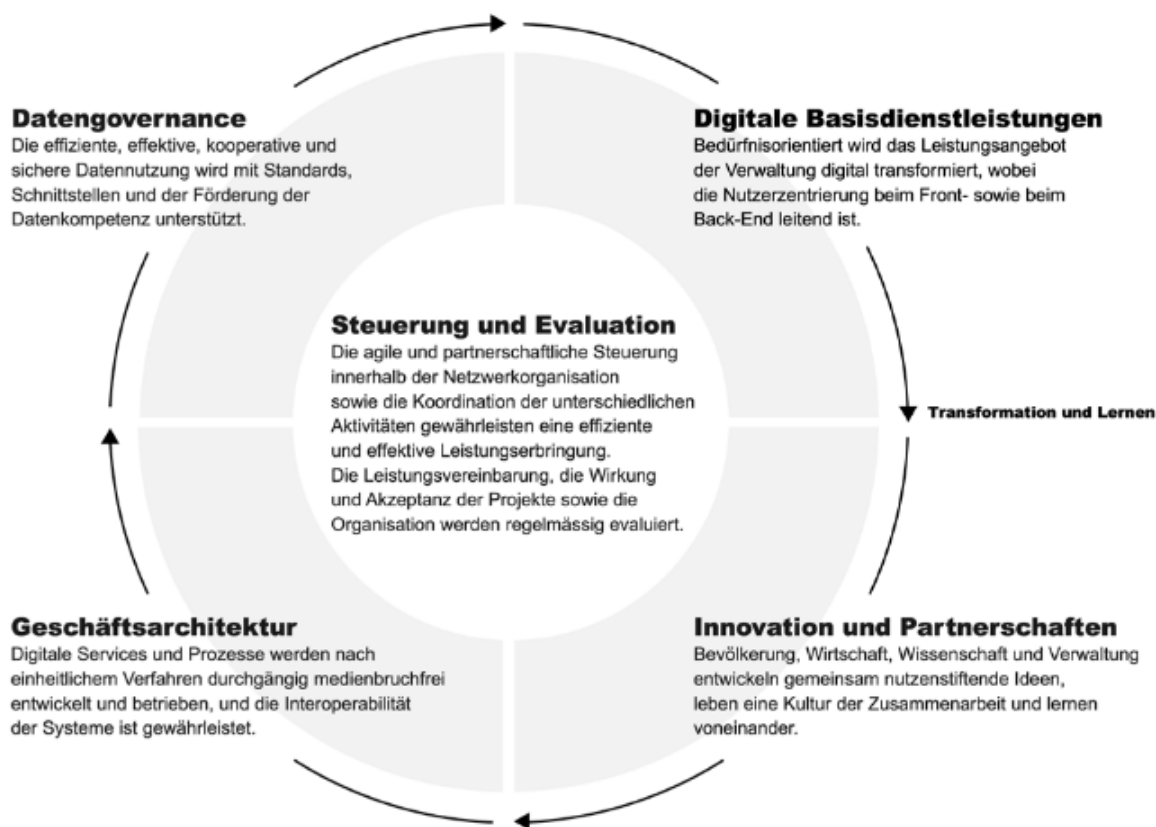 Datengovernance
Die effiziente, effektive, kooperative und
sichere Datennutzung wird mit Standards,
Schnittstellen und der Förderung der
Datenkompetenz unterstützt.
Digitale Basisdienstleistungen
Bedürfnisorientiert wird das Leistungsangebot
der Verwaltung digital transformiert, wobei
die Nutzerzentrierung beim Front- sowie beim
Back-End leitend ist.
Steuerung und Evaluation
Die agile und partnerschaftliche Steuerung
innerhalb der Netzwerkorganisation
sowie die Koordination der unterschiedlichen
Aktivitäten gewährleisten eine effiziente
und effektive Leistungserbringung.
Die Leistungsvereinbarung, die Wirkung
und Akzeptanz der Projekte sowie die
Organisation werden regelmässig evaluiert.
Transformation und Lernen
Geschäftsarchitektur
Digitale Services und Prozesse werden nach
einheitlichem Verfahren durchgängig medienbruchfrei
entwickelt und betrieben, und die Interoperabilität
der Systeme ist gewährleistet.
Innovation und Partnerschaften
Bevölkerung, Wirtschaft, Wissenschaft und Verwaltung
entwickeln gemeinsam nutzenstiftende Ideen,
leben eine Kultur der Zusammenarbeit und lernen
voneinander.